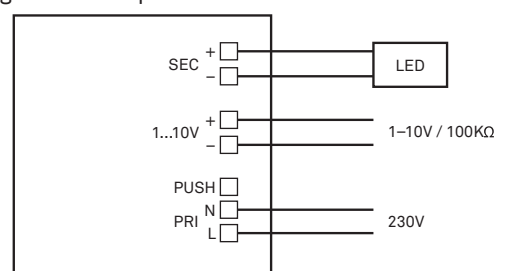 SEC + LED
–
1...10V + 1–10V / 100KΩ
–
PUSH
PRI N 230V
L